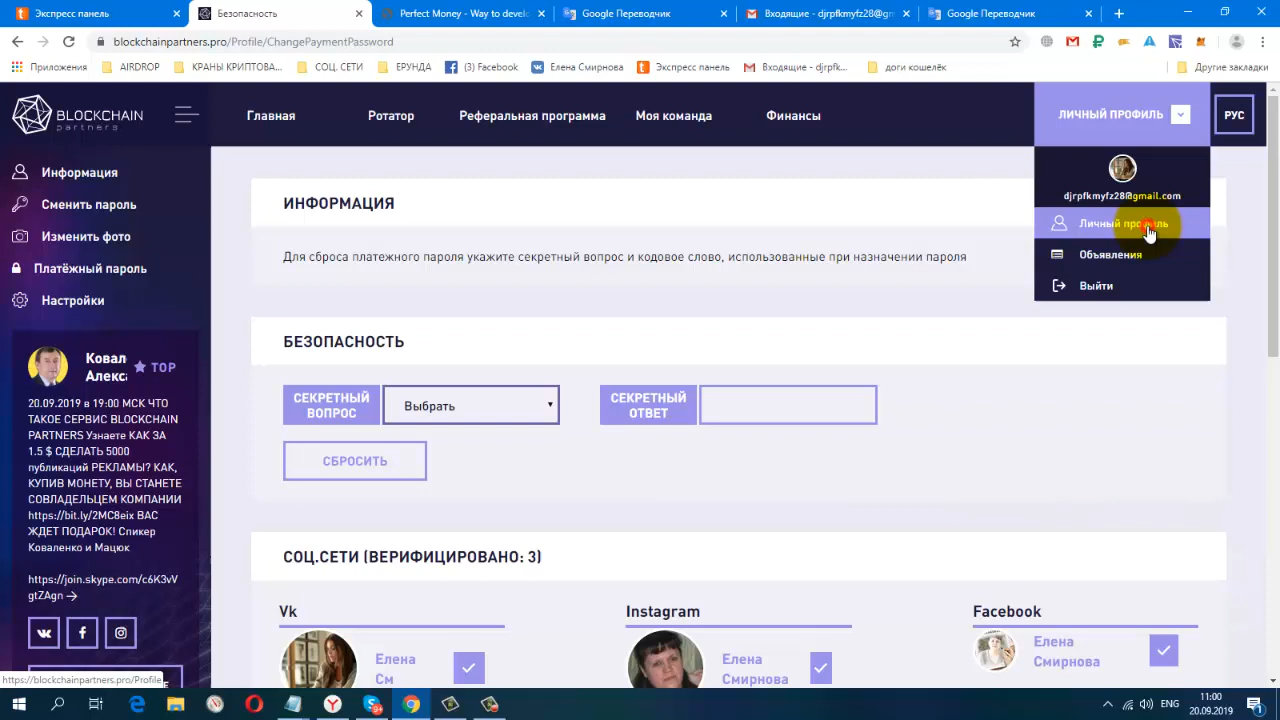 Экспресс панель
Безопасность
Perfect Money - Way to develo
Google Переводчик
Входящие - djrpfkmyfz28@gm
Google Переводчик
blockchainpartners.pro/Profile/ChangePaymentPassword
Приложения
AIRDROP
КРАНЫ КРИПТОВА...
СОЦ. СЕТИ
ЕРУНДА
(3) Facebook
Елена Смирнова
Экспресс панель
Входящие - djrpfk...
доги кошелёк
Другие закладки
BLOCKCHAIN
partners
Главная
Ротатор
Реферальная программа
Моя команда
Финансы
ЛИЧНЫЙ ПРОФИЛЬ
РУС
djrpfkmyfz28@gmail.com
Личный профиль
Объявления
Выйти
Информация
Сменить пароль
Изменить фото
Платёжный пароль
Настройки
Ковал
Алекса
TOP
20.09.2019 в 19:00 МСК ЧТО
ТАКОЕ СЕРВИС BLOCKCHAIN
PARTNERS Узнаете КАК ЗА
1.5 $ СДЕЛАТЬ 5000
публикаций РЕКЛАМЫ? КАК,
КУПИВ МОНЕТУ, ВЫ СТАНЕТЕ
СОВЛАДЕЛЬЦЕМ КОМПАНИИ
https://bit.ly/2MC8eix ВАС
ЖДЕТ ПОДАРОК! Спикер
Коваленко и Мацюк
https://join.skype.com/c6K3vV
gtZAgn
ИНФОРМАЦИЯ
Для сброса платежного пароля укажите секретный вопрос и кодовое слово, использованные при назначении пароля
БЕЗОПАСНОСТЬ
СЕКРЕТНЫЙ
ВОПРОС
Выбрать
СЕКРЕТНЫЙ
ОТВЕТ
СБРОСИТЬ
СОЦ.СЕТИ (ВЕРИФИЦИРОВАНО: 3)
Vk
Instagram
Facebook
Елена
См
Елена
Смирнова
Елена
Смирнова
https://blockchainpartners.pro/Profile
ENG
11:00
20.09.2019